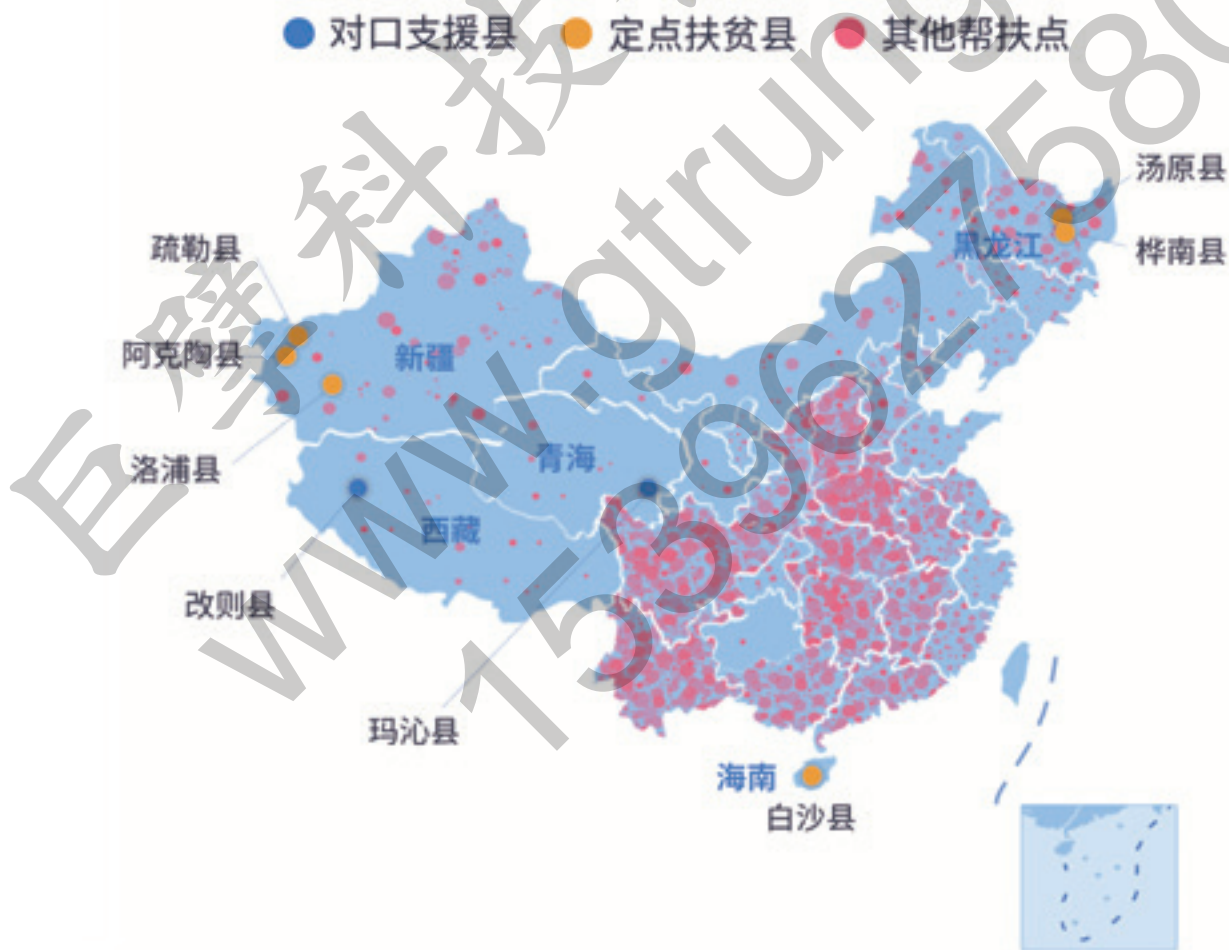 对口支援县 定点扶贫县 其他帮扶点
汤原县
黑龙江
桦南县
疏勒县
阿克陶县
新疆
洛浦县
青海
西藏
改则县
玛沁县
海南
白沙县
巨擘科技
www.gtrung
153962758